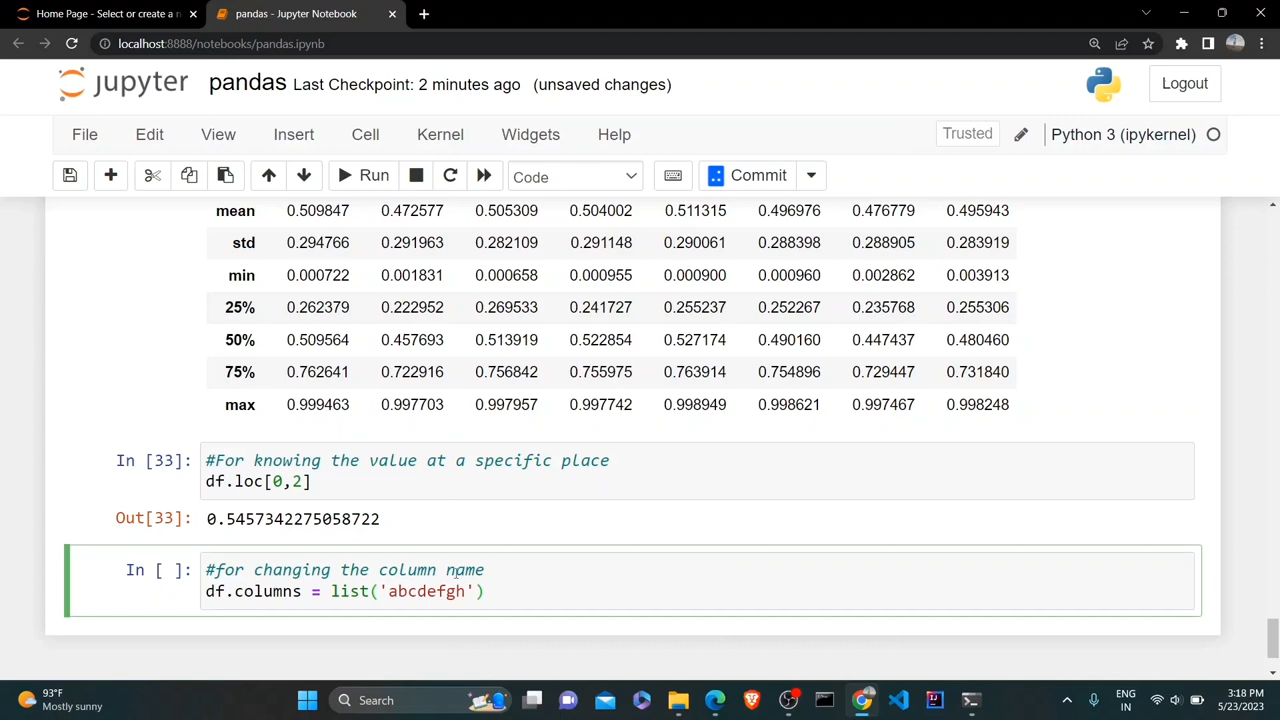 Home Page - Select or create a n
pandas - Jupyter Notebook
localhost:8888/notebooks/pandas.ipynb
jupyter pandas Last Checkpoint: 2 minutes ago (unsaved changes)
Logout
File Edit View Insert Cell Kernel Widgets Help
Trusted
Python 3 (ipykernel)
Run
Code
Commit
mean 0.509847 0.472577 0.505309 0.504002 0.511315 0.496976 0.476779 0.495943
std 0.294766 0.291963 0.282109 0.291148 0.290061 0.288398 0.288905 0.283919
min 0.000722 0.001831 0.000658 0.000955 0.000900 0.000960 0.002862 0.003913
25% 0.262379 0.222952 0.269533 0.241727 0.255237 0.252267 0.235768 0.255306
50% 0.509564 0.457693 0.513919 0.522854 0.527174 0.490160 0.447437 0.480460
75% 0.762641 0.722916 0.756842 0.755975 0.763914 0.754896 0.729447 0.731840
max 0.999463 0.997703 0.997957 0.997742 0.998949 0.998621 0.997467 0.998248
In [33]: #For knowing the value at a specific place
df.loc[0,2]
Out[33]: 0.5457342275058722
In [ ]: #for changing the column name
df.columns = list('abcdefgh')
93°F
Mostly sunny
Search
ENG
IN
3:18 PM
5/23/2023